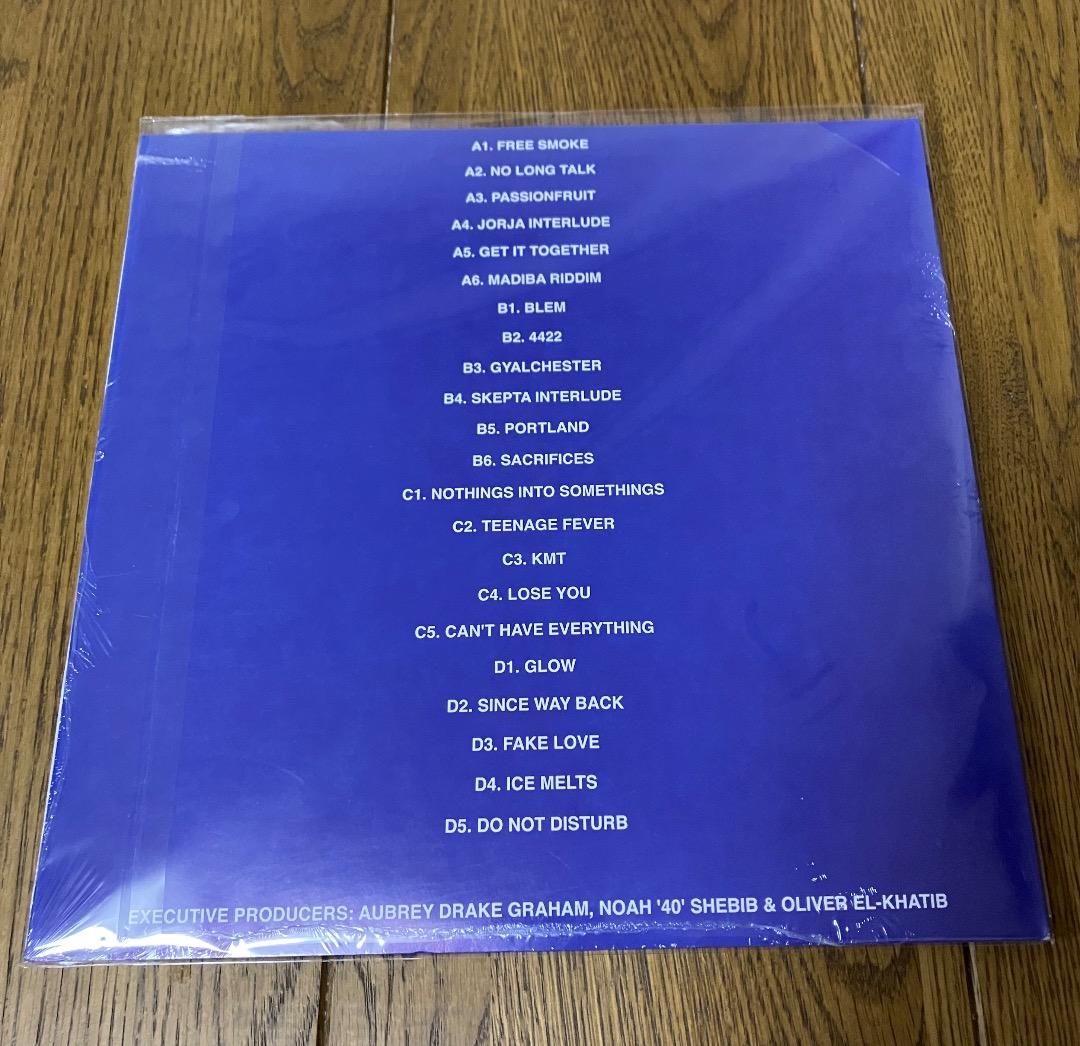 A1. FREE SMOKE
A2. NO LONG TALK
A3. PASSIONFRUIT
A4. JORJA INTERLUDE
A5. GET IT TOGETHER
A6. MADIBA RIDDIM
B1. BLEM
B2. 4422
B3. GYALCHESTER
B4. SKEPTA INTERLUDE
B5. PORTLAND
B6. SACRIFICES
C1. NOTHINGS INTO SOMETHINGS
C2. TEENAGE FEVER
C3. KMT
C4. LOSE YOU
C5. CAN'T HAVE EVERYTHING
D1. GLOW
D2. SINCE WAY BACK
D3. FAKE LOVE
D4. ICE MELTS
D5. DO NOT DISTURB
EXECUTIVE PRODUCERS: AUBREY DRAKE GRAHAM, NOAH '40' SHEBIB & OLIVER EL-KHATIB